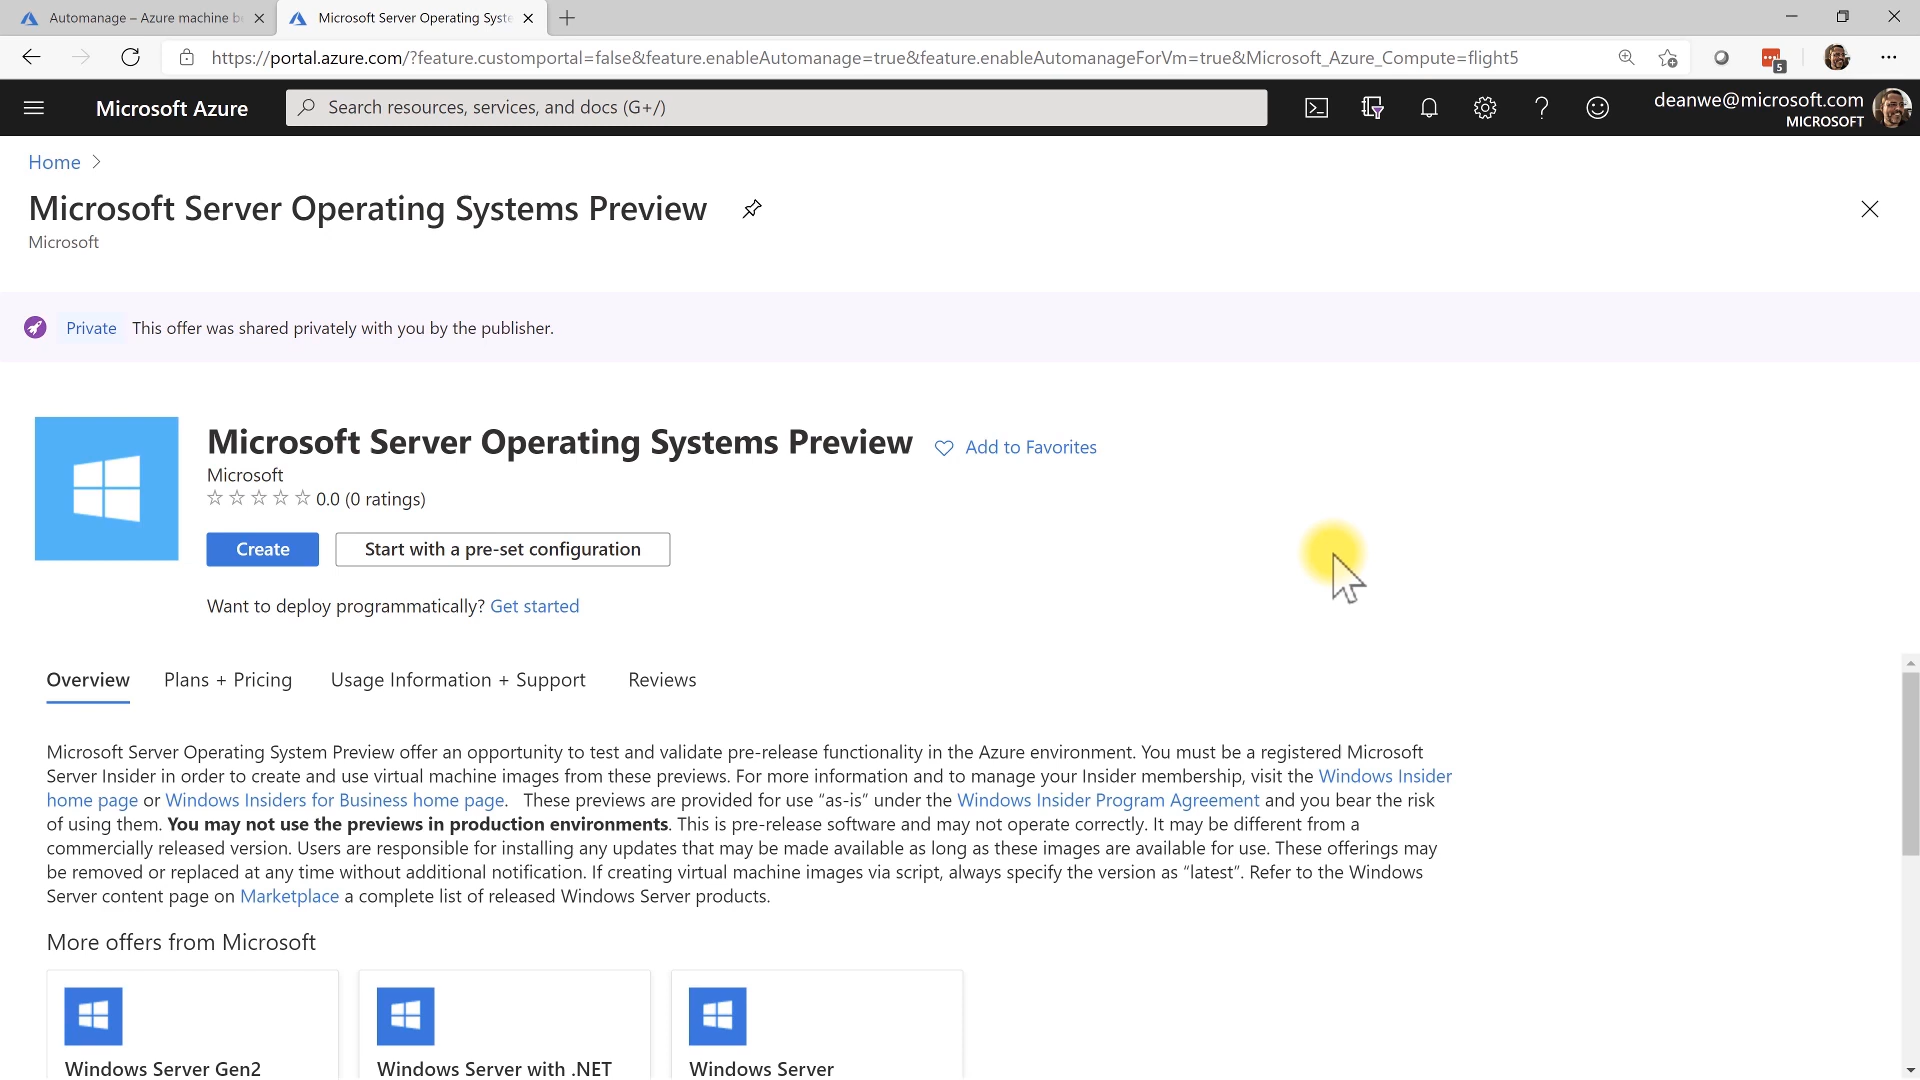 Automanage – Azure machine b
Microsoft Server Operating Syste
https://portal.azure.com/?feature.customportal=false&feature.enableAutomanage=true&feature.enableAutomanageForVm=true&Microsoft_Azure_Compute=flight5
5
Microsoft Azure
Search resources, services, and docs (G+/)
deanwe@microsoft.com
MICROSOFT
Home
Microsoft Server Operating Systems Preview
Microsoft
Private This offer was shared privately with you by the publisher.
Microsoft Server Operating Systems Preview
Add to Favorites
Microsoft
0.0 (0 ratings)
Create
Start with a pre-set configuration
Want to deploy programmatically? Get started
Overview
Plans + Pricing
Usage Information + Support
Reviews
Microsoft Server Operating System Preview offer an opportunity to test and validate pre-release functionality in the Azure environment. You must be a registered Microsoft
Server Insider in order to create and use virtual machine images from these previews. For more information and to manage your Insider membership, visit the Windows Insider
home page or Windows Insiders for Business home page. These previews are provided for use “as-is” under the Windows Insider Program Agreement and you bear the risk
of using them. You may not use the previews in production environments. This is pre-release software and may not operate correctly. It may be different from a
commercially released version. Users are responsible for installing any updates that may be made available as long as these images are available for use. These offerings may
be removed or replaced at any time without additional notification. If creating virtual machine images via script, always specify the version as “latest”. Refer to the Windows
Server content page on Marketplace a complete list of released Windows Server products.
More offers from Microsoft
Windows Server Gen2
Windows Server with .NET
Windows Server